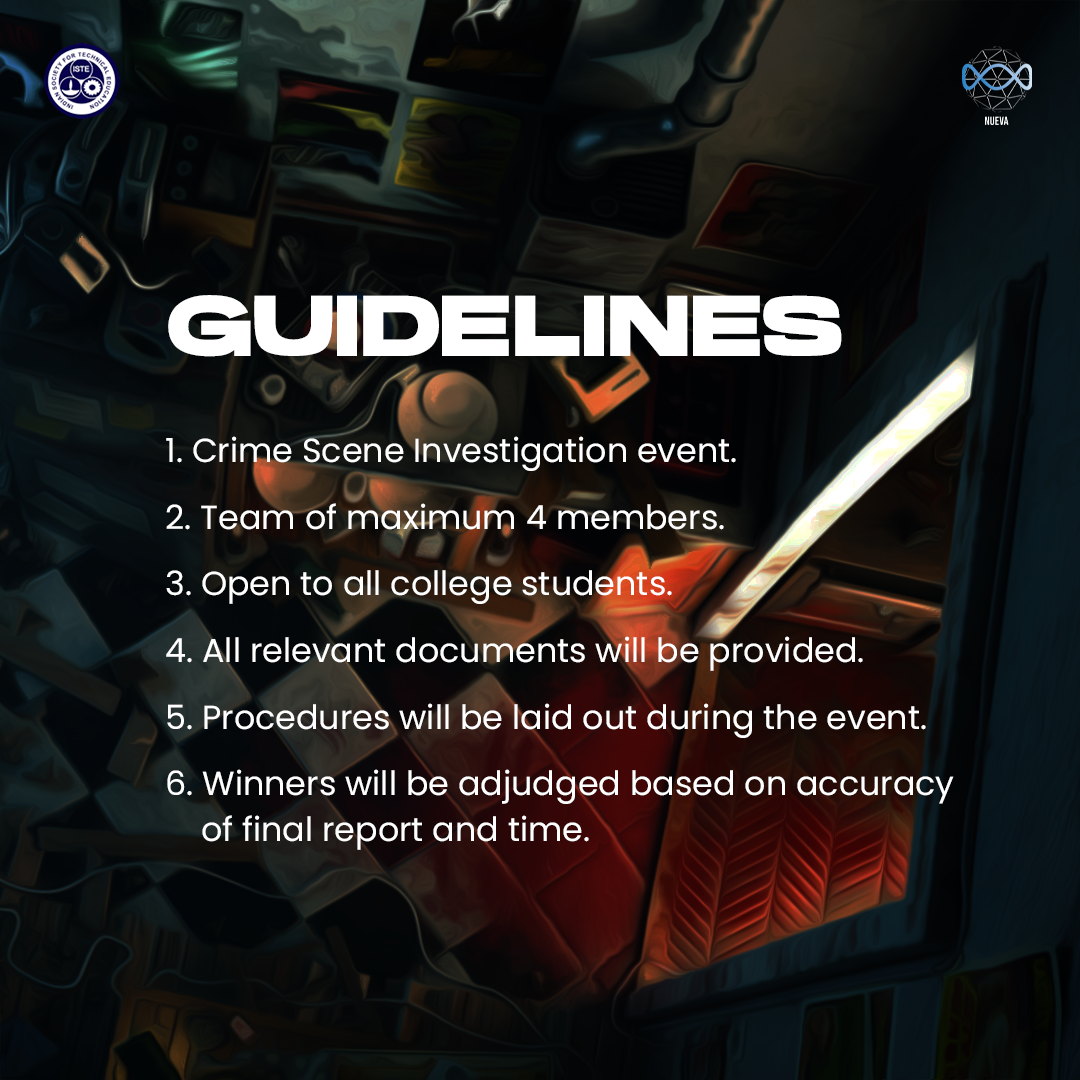 INDIAN SOCIETY FOR TECHNICAL EDUCATION
ISTE
NUEVA
GUIDELINES
1. Crime Scene Investigation event.
2. Team of maximum 4 members.
3. Open to all college students.
4. All relevant documents will be provided.
5. Procedures will be laid out during the event.
6. Winners will be adjudged based on accuracy
of final report and time.